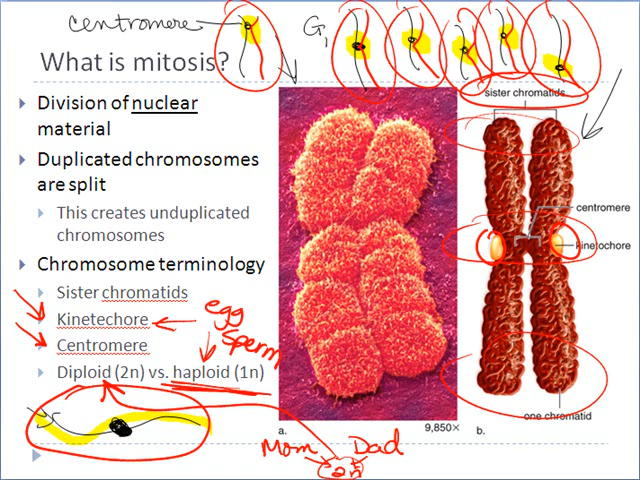 centromere
G1
What is mitosis?
Division of nuclear
material
Duplicated chromosomes
are split
This creates unduplicated
chromosomes
Chromosome terminology
Sister chromatids
Kinetechore
Centromere
Diploid (2n) vs. haploid (1n)
egg
sperm
sister chromatids
centromere
kinetochore
one chromatid
a.
9,850×
b.
Mom Dad
2n